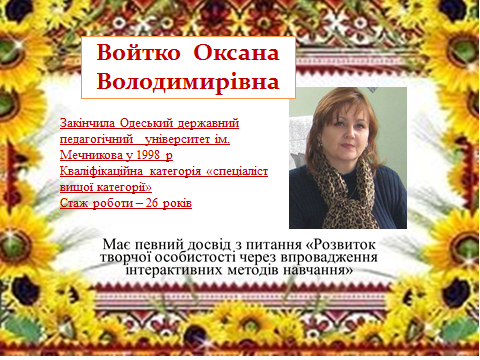 Войтко Оксана
Володимирівна
Закінчила Одеський державний
педагогічний університет ім.
Мечникова у 1998 р
Кваліфікаційна категорія «спеціаліст
вищої категорії»
Стаж роботи – 26 років
Має певний досвід з питання «Розвиток
творчої особистості через впровадження
інтерактивних методів навчання»